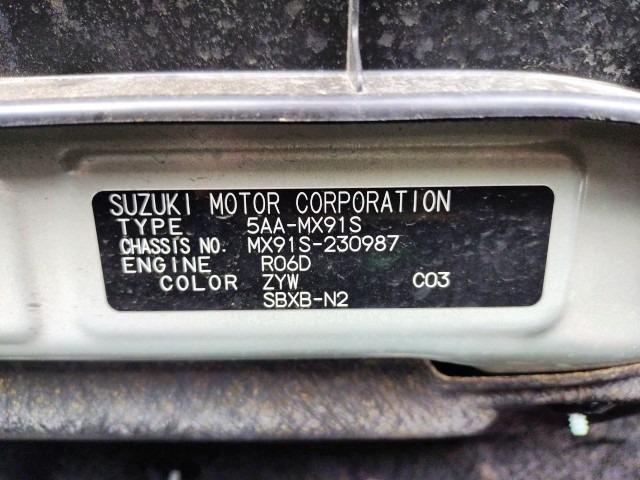 SUZUKI MOTOR CORPORATION
TYPE 5AA-MX91S
CHASSIS NO. MX91S-230987
ENGINE R06D
COLOR ZYW C03
SBXB-N2